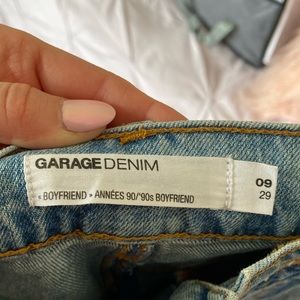 GARAGE DENIM
« BOYFRIEND » ANNÉES 90/'90s BOYFRIEND
09
29